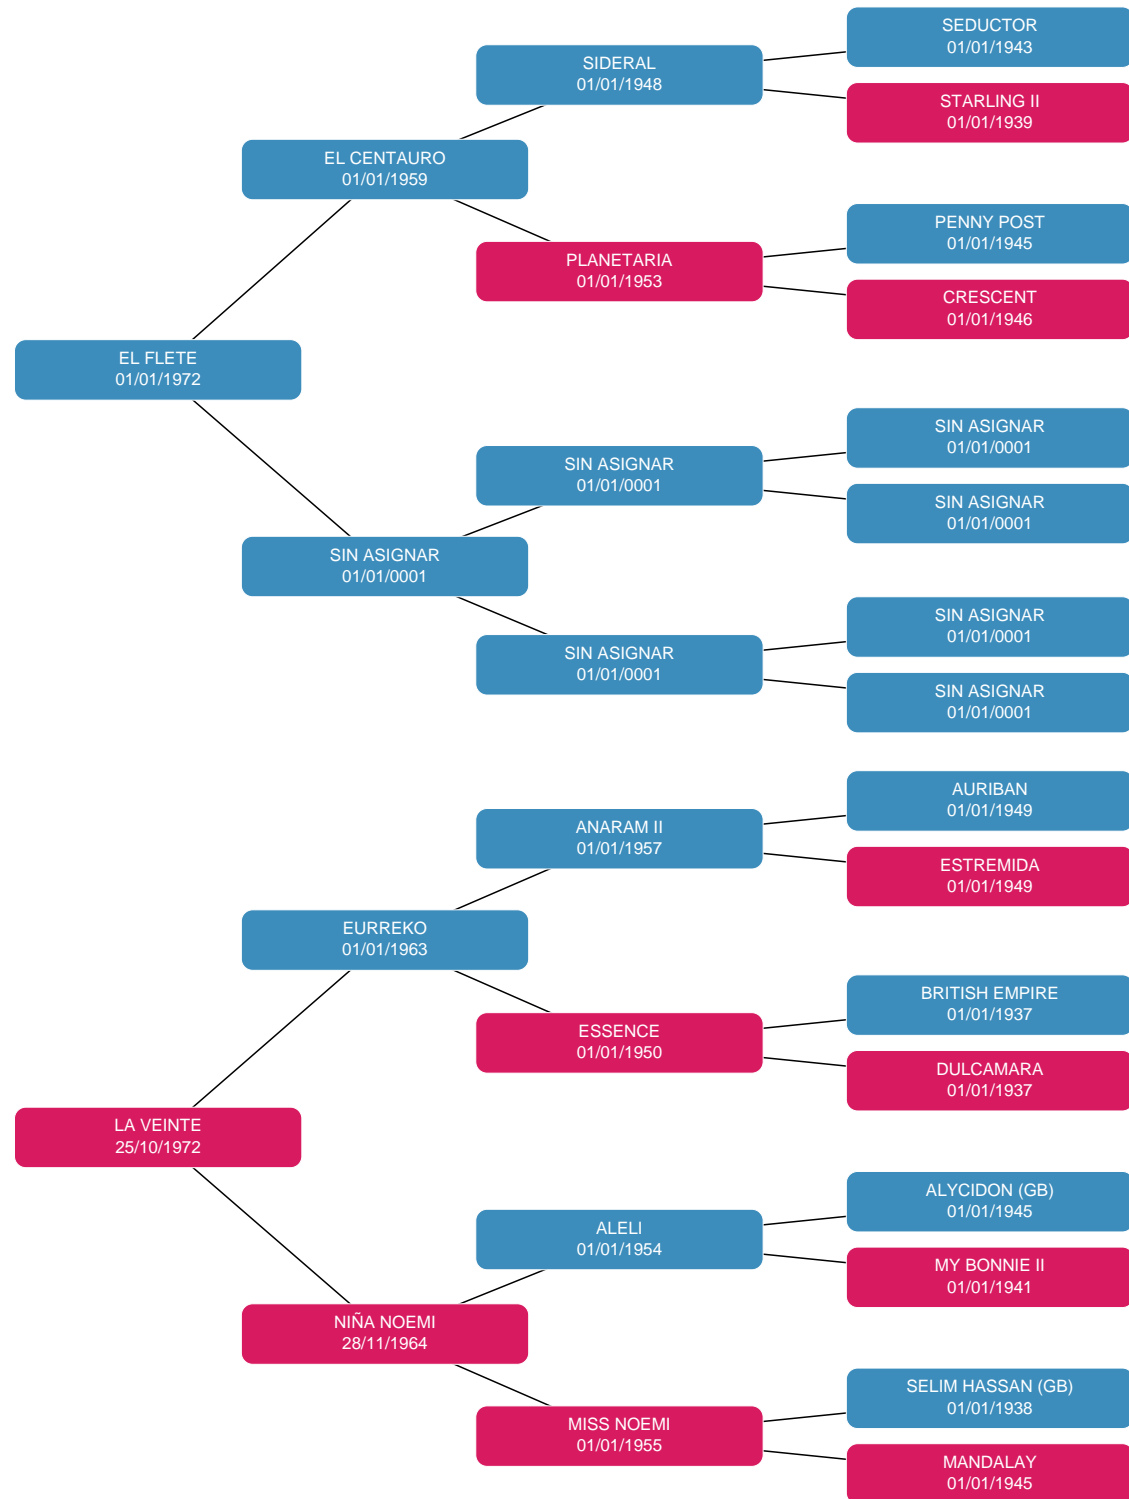 SEDUCTOR
01/01/1943
SIDERAL
01/01/1948
STARLING II
01/01/1939
EL CENTAURO
01/01/1959
PENNY POST
01/01/1945
PLANETARIA
01/01/1953
CRESCENT
01/01/1946
EL FLETE
01/01/1972
SIN ASIGNAR
01/01/0001
SIN ASIGNAR
01/01/0001
SIN ASIGNAR
01/01/0001
SIN ASIGNAR
01/01/0001
SIN ASIGNAR
01/01/0001
SIN ASIGNAR
01/01/0001
SIN ASIGNAR
01/01/0001
AURIBAN
01/01/1949
ANARAM II
01/01/1957
ESTREMIDA
01/01/1949
EURREKO
01/01/1963
BRITISH EMPIRE
01/01/1937
ESSENCE
01/01/1950
DULCAMARA
01/01/1937
LA VEINTE
25/10/1972
ALYCIDON (GB)
01/01/1945
ALELI
01/01/1954
MY BONNIE II
01/01/1941
NIÑA NOEMI
28/11/1964
SELIM HASSAN (GB)
01/01/1938
MISS NOEMI
01/01/1955
MANDALAY
01/01/1945